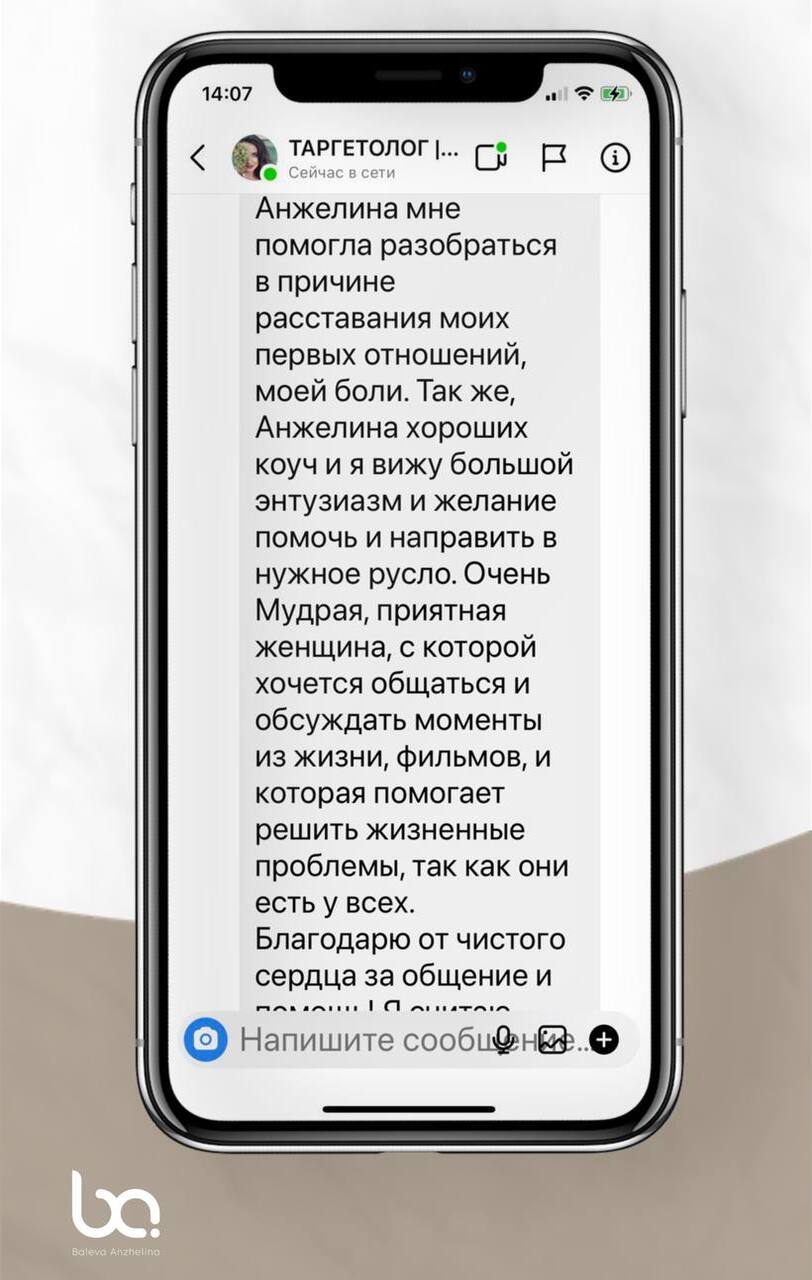 14:07
ТАРГЕТОЛОГ |...
Сейчас в сети
Анжелина мне
помогла разобраться
в причине
расставания моих
первых отношений,
моей боли. Так же,
Анжелина хороших
коуч и я вижу большой
энтузиазм и желание
помочь и направить в
нужное русло. Очень
Мудрая, приятная
женщина, с которой
хочется общаться и
обсуждать моменты
из жизни, фильмов, и
которая помогает
решить жизненные
проблемы, так как они
есть у всех.
Благодарю от чистого
сердца за общение и
помощь! Я считаю
Напишите сообщение...
ba
Baleva Anzhelina